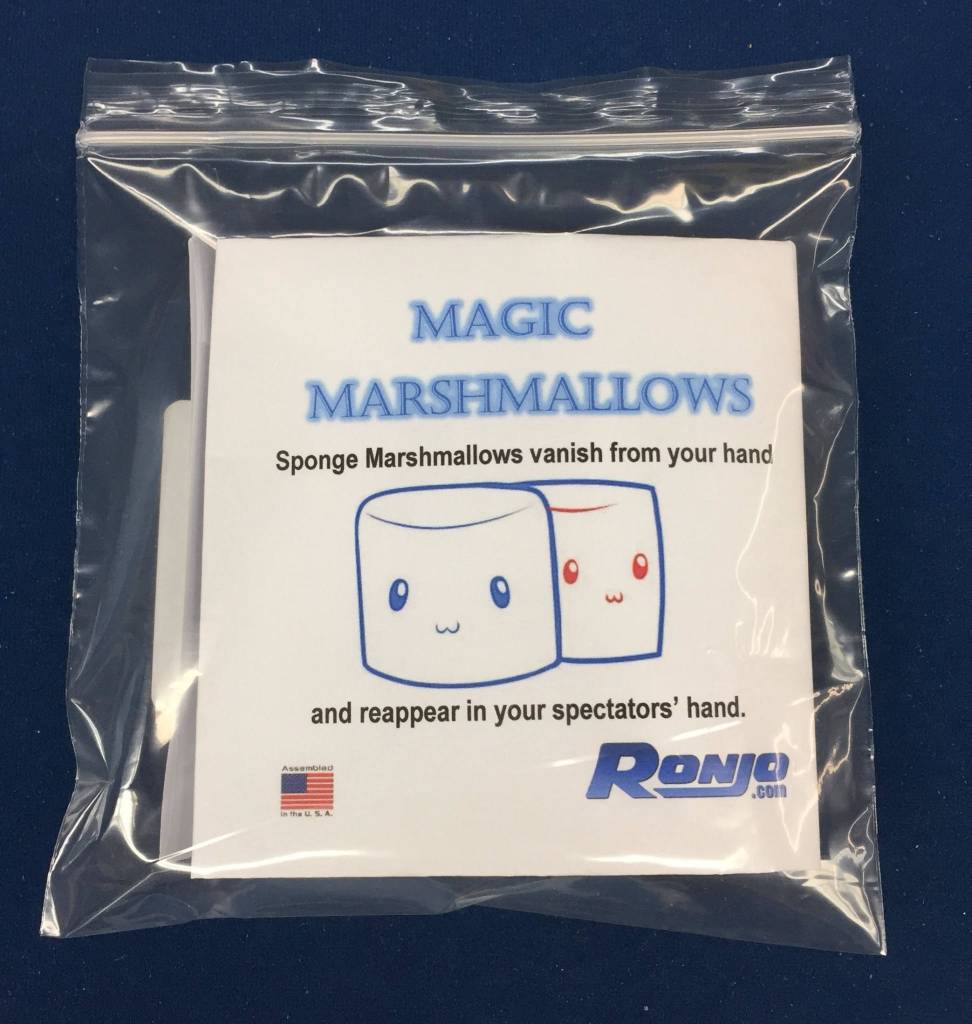 MAGIC
MARSHMALLOWS
Sponge Marshmallows vanish from your hand
and reappear in your spectators' hand.
Assembled
in the U. S. A.
RONJO
.com